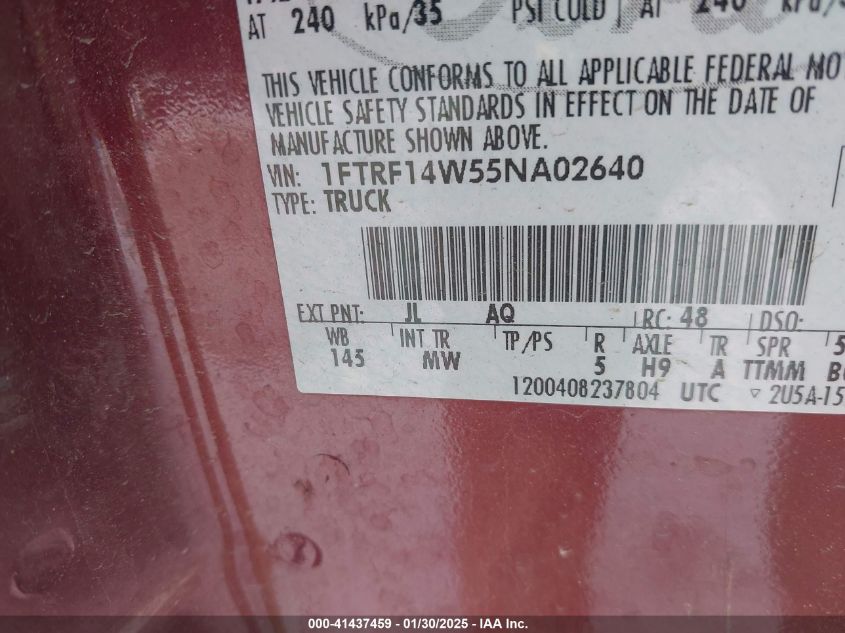 AT 240 kPa/35 PSI COLD AT 240
THIS VEHICLE CONFORMS TO ALL APPLICABLE FEDERAL MO
VEHICLE SAFETY STANDARDS IN EFFECT ON THE DATE OF
MANUFACTURE SHOWN ABOVE.
VIN: 1FTRF14W55NA02640
TYPE: TRUCK
EXT PNT: JL AQ RC: 48 DSO:
WB INT TR TP/PS R AXLE TR SPR 5
145 MW 5 H9 A TTMM
1200408237804 UTC ▽ 2U5A-15
000-41437459 - 01/30/2025 - IAA Inc.